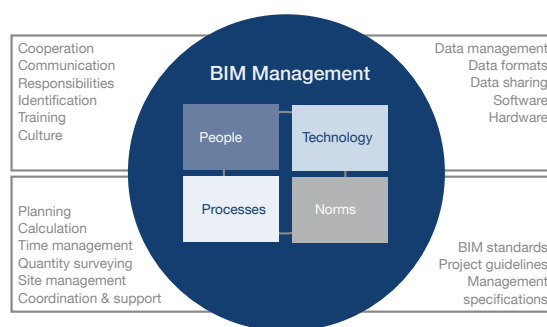 Cooperation
Communication
Responsibilities
Identification
Training
Culture
Data management
Data formats
Data sharing
Software
Hardware
BIM Management
People
Technology
Processes
Norms
Planning
Calculation
Time management
Quantity surveying
Site management
Coordination & support
BIM standards
Project guidelines
Management
specifications